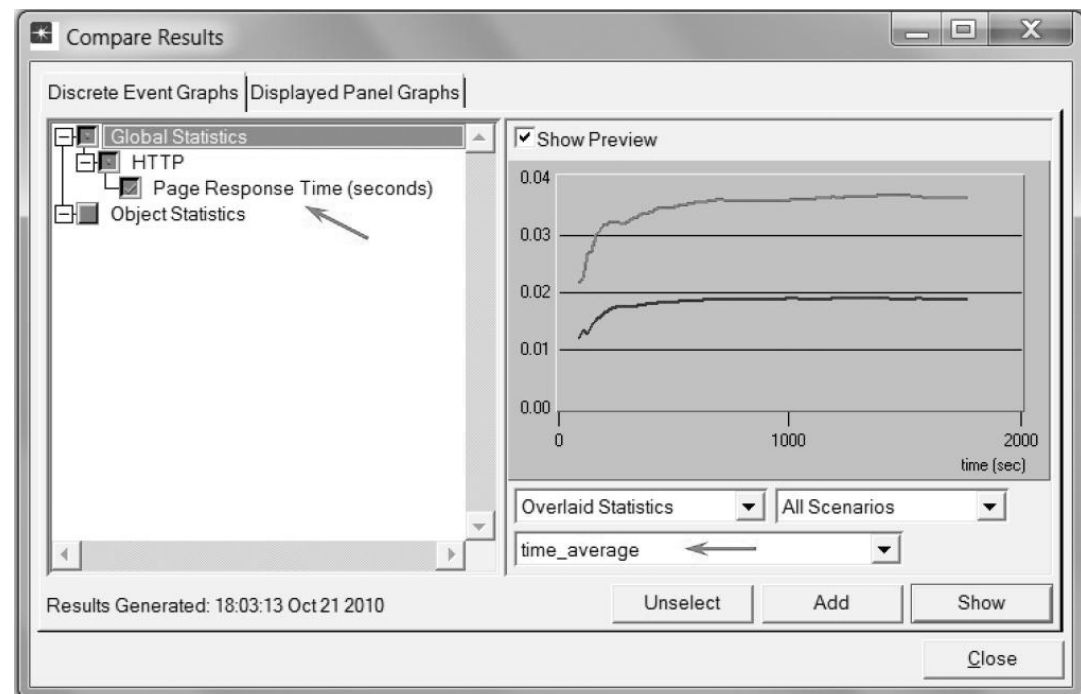 Compare Results
Discrete Event Graphs
Displayed Panel Graphs
Global Statistics
HTTP
Page Response Time (seconds)
Object Statistics
Show Preview
0.04
0.03
0.02
0.01
0.00
0
1000
2000
time (sec)
Overlaid Statistics
All Scenarios
time_average
Results Generated: 18:03:13 Oct 21 2010
Unselect
Add
Show
Close